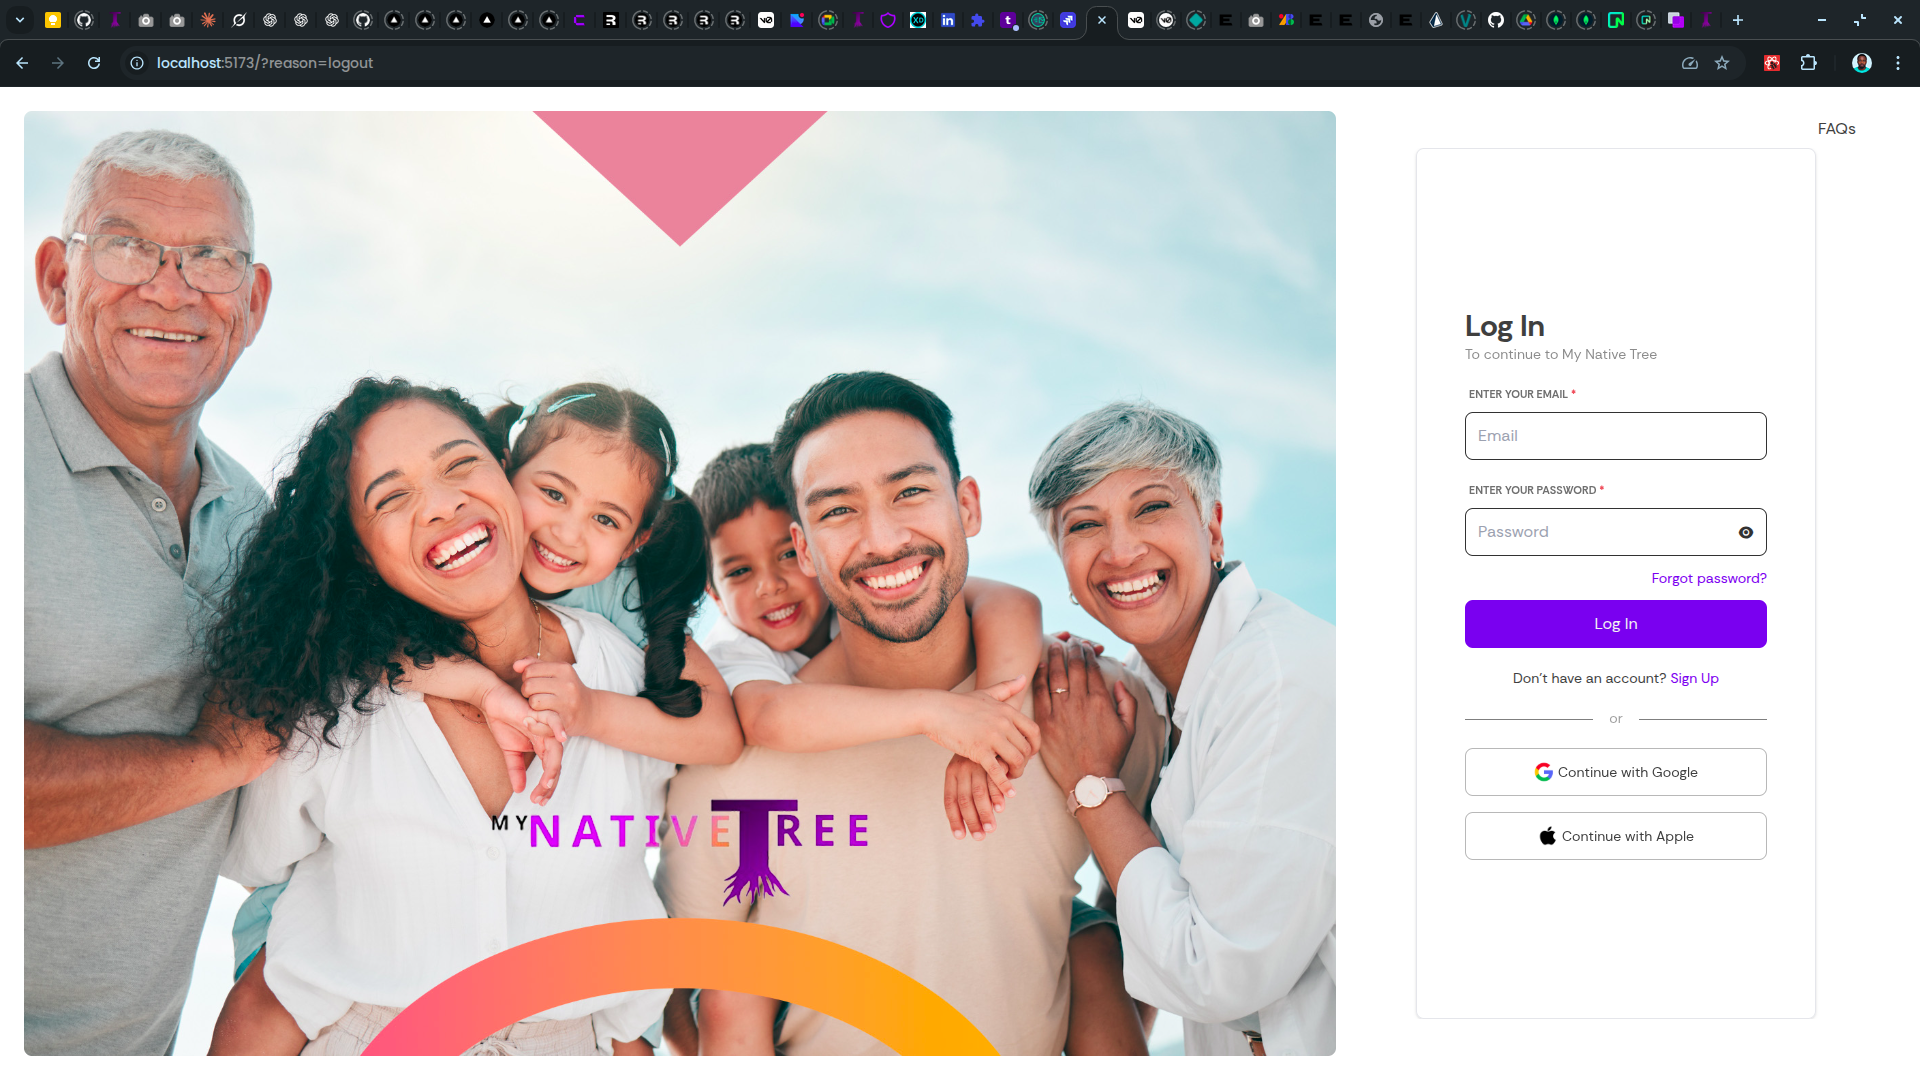 localhost:5173/?reason=logout
FAQs
Log In
To continue to My Native Tree
ENTER YOUR EMAIL *
Email
ENTER YOUR PASSWORD *
Password
Forgot password?
Log In
Don't have an account? Sign Up
or
Continue with Google
Continue with Apple
MY NATIVE TREE